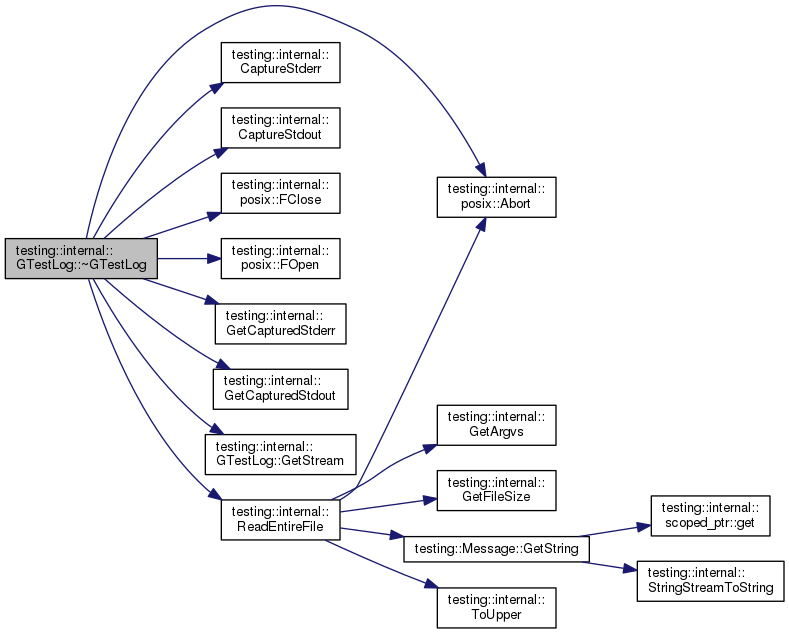 testing::internal::
GTestLog::~GTestLog
testing::internal::
CaptureStderr
testing::internal::
CaptureStdout
testing::internal::
posix::FClose
testing::internal::
posix::FOpen
testing::internal::
GetCapturedStderr
testing::internal::
GetCapturedStdout
testing::internal::
GTestLog::GetStream
testing::internal::
ReadEntireFile
testing::internal::
posix::Abort
testing::internal::
GetArgvs
testing::internal::
GetFileSize
testing::Message::GetString
testing::internal::
ToUpper
testing::internal::
scoped_ptr::get
testing::internal::
StringStreamToString